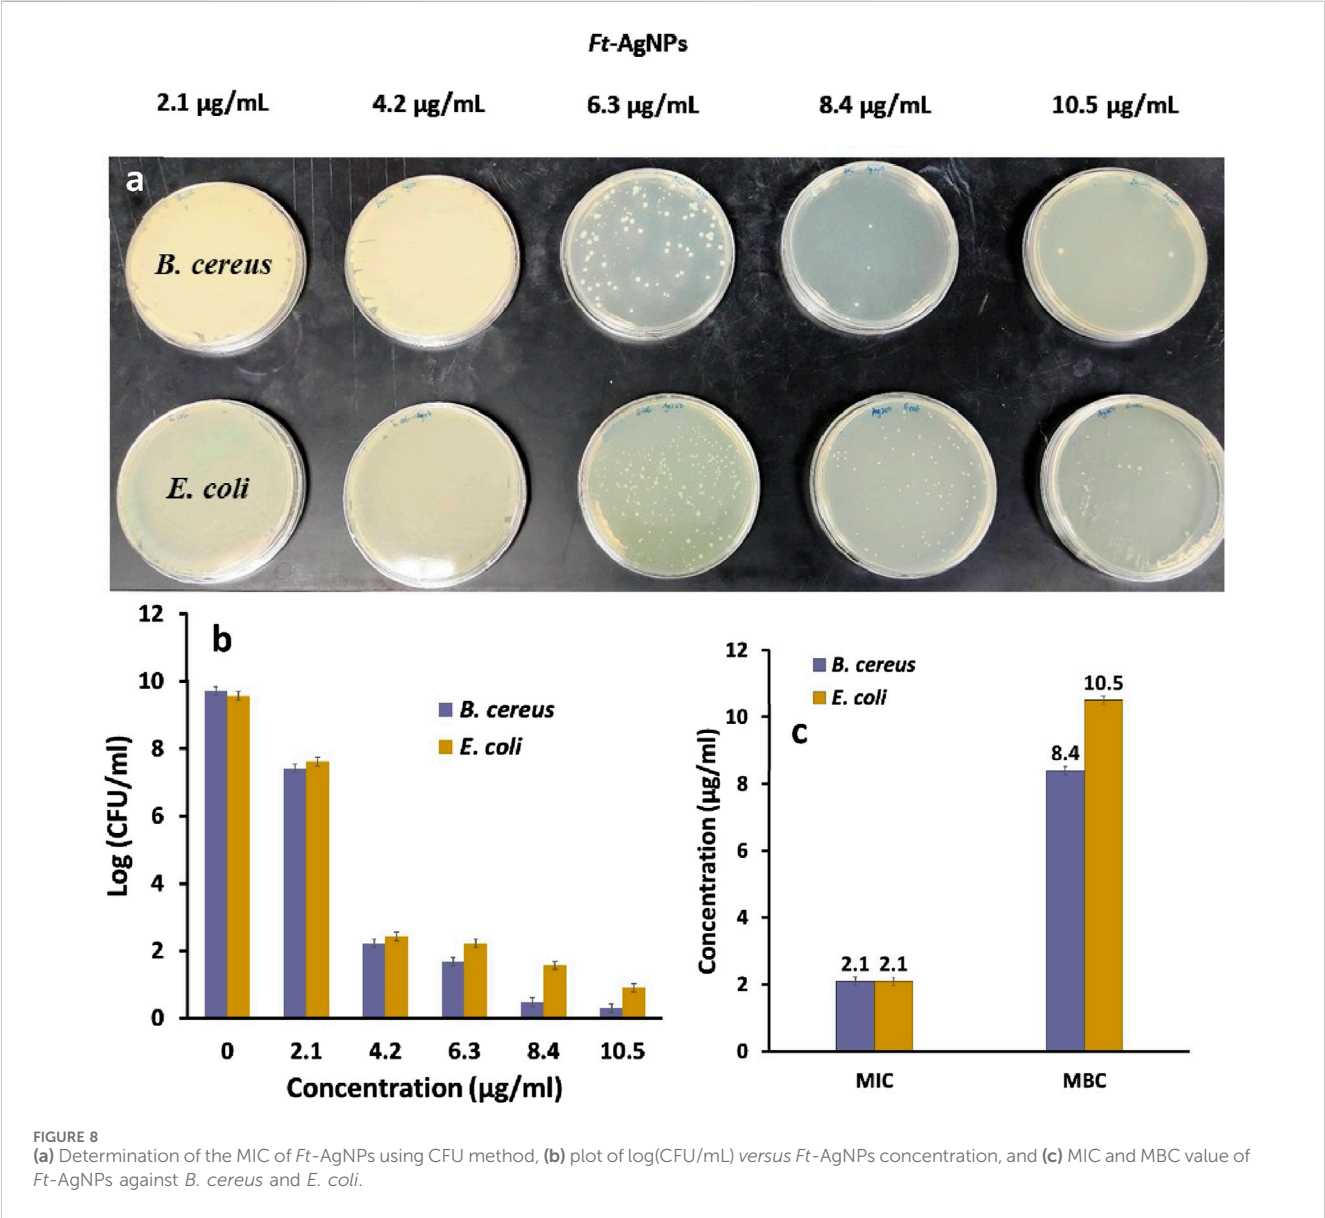 Ft-AgNPs
2.1 µg/mL 4.2 µg/mL 6.3 µg/mL 8.4 µg/mL 10.5 µg/mL
a
B. cereus
E. coli
b
12
10
8
6
4
2
0
Log (CFU/ml)
B. cereus
E. coli
0 2.1 4.2 6.3 8.4 10.5
Concentration (µg/ml)
c
12
10
8
6
4
2
0
Concentration (µg/ml)
B. cereus
E. coli
2.1 2.1
8.4
10.5
MIC MBC
FIGURE 8
(a) Determination of the MIC of Ft-AgNPs using CFU method, (b) plot of log(CFU/mL) versus Ft-AgNPs concentration, and (c) MIC and MBC value of
Ft-AgNPs against B. cereus and E. coli.